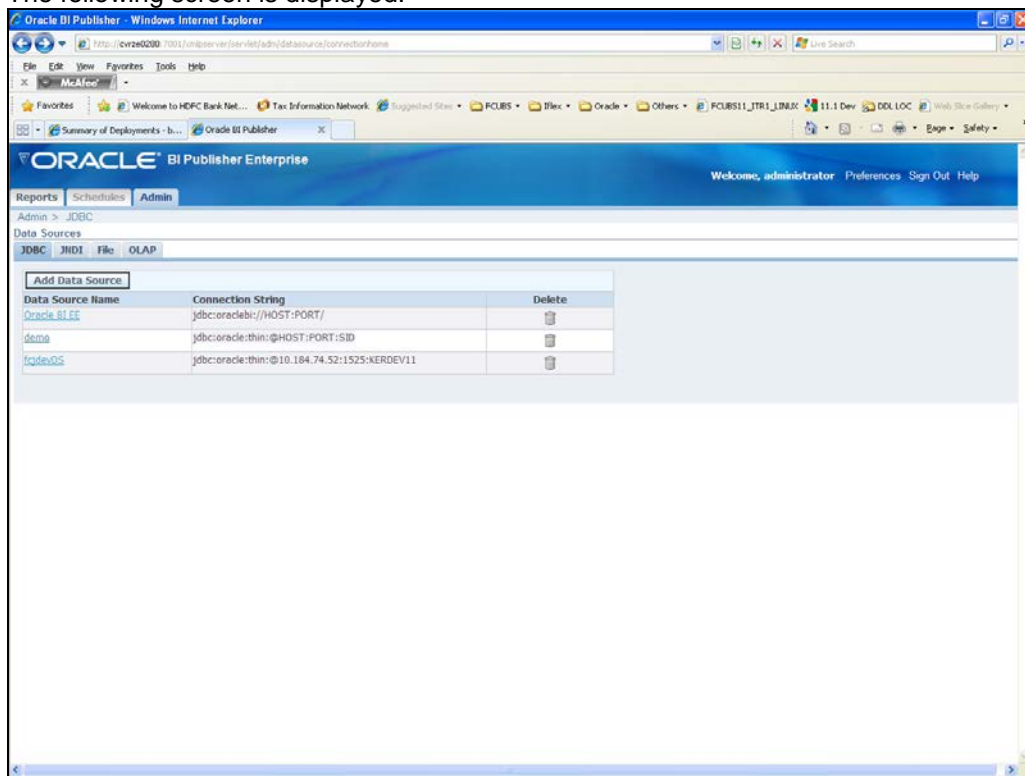 The following screen is displayed.
Oracle BI Publisher - Windows Internet Explorer
http://cvrze0200:7001/xmlpserver/servlet/adm/datasource/connectionhome
Live Search
File Edit View Favorites Tools Help
x McAfee
Favorites Welcome to HDFC Bank Net... Tax Information Network Suggested Sites FCUBS Iflex Oracle Others FCUBS11_ITR1_LINUX 11.1 Dev DDL LOC Web Slice Gallery
Summary of Deployments - b... Oracle BI Publisher X Page Safety
ORACLE BI Publisher Enterprise
Welcome, administrator Preferences Sign Out Help
Reports Schedules Admin
Admin > JDBC
Data Sources
JDBC JNDI File OLAP
Add Data Source
Data Source Name Connection String Delete
Oracle BI EE jdbc:oraclebi://HOST:PORT/
demo jdbc:oracle:thin:@HOST:PORT:SID
jdbc:oracle:thin:@10.184.74.52:1525:KERDEV11